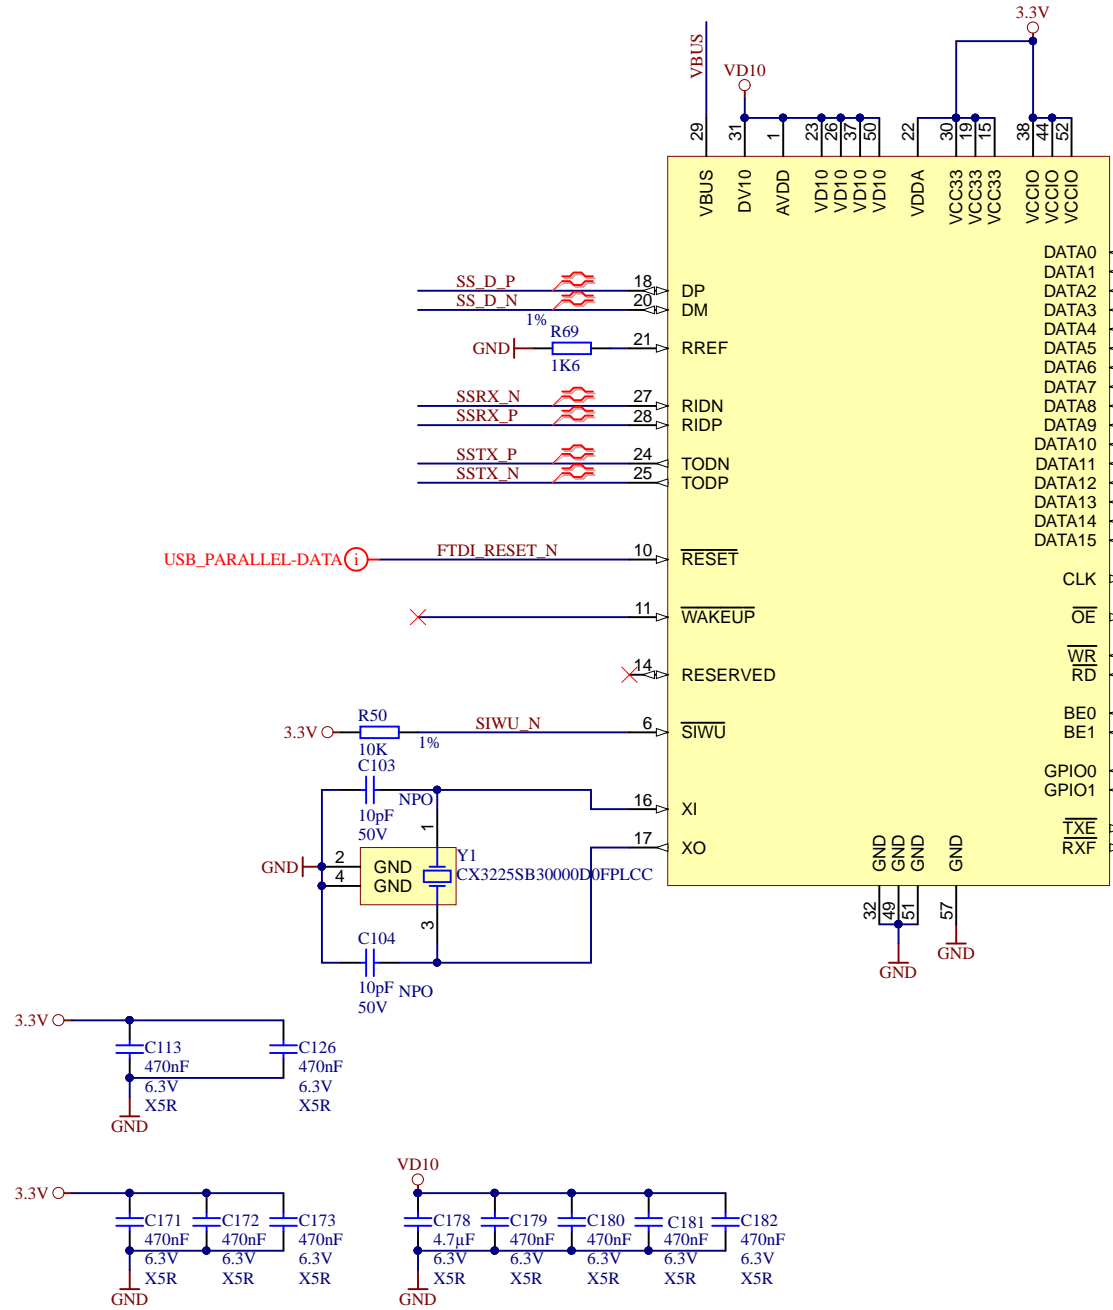 3.3V
VBUS
VD10
29
31
1
23
26
37
50
22
30
19
15
38
44
52
VBUS
DV10
AVDD
VD10
VD10
VD10
VD10
VDDA
VCC33
VCC33
VCC33
VCCIO
VCCIO
VCCIO
DATA0
DATA1
DATA2
DATA3
DATA4
DATA5
DATA6
DATA7
DATA8
DATA9
DATA10
DATA11
DATA12
DATA13
DATA14
DATA15
CLK
OE
WR
RD
BE0
BE1
GPIO0
GPIO1
TXE
RXF
SS_D_P 18 DP
SS_D_N 20 DM
1%
R69
GND 21 RREF
1K6
SSRX_N 27 RIDN
SSRX_P 28 RIDP
SSTX_P 24 TODN
SSTX_N 25 TODP
USB_PARALLEL-DATA i FTDI_RESET_N 10 RESET
11 WAKEUP
14 RESERVED
R50
3.3V SIWU_N 6 SIWU
10K 1%
C103
NPO
10pF
50V
16 XI
17 XO
1
Y1
CX3225SB30000D0FPLCC
GND 2 GND
4 GND
3
C104
10pF NPO
50V
GND
GND
GND
GND
32
49
51
57
GND
GND
3.3V
C113
470nF
6.3V
X5R
GND
C126
470nF
6.3V
X5R
3.3V
C171
470nF
6.3V
X5R
GND
C172
470nF
6.3V
X5R
C173
470nF
6.3V
X5R
VD10
C178
4.7µF
6.3V
X5R
GND
C179
470nF
6.3V
X5R
C180
470nF
6.3V
X5R
C181
470nF
6.3V
X5R
C182
470nF
6.3V
X5R